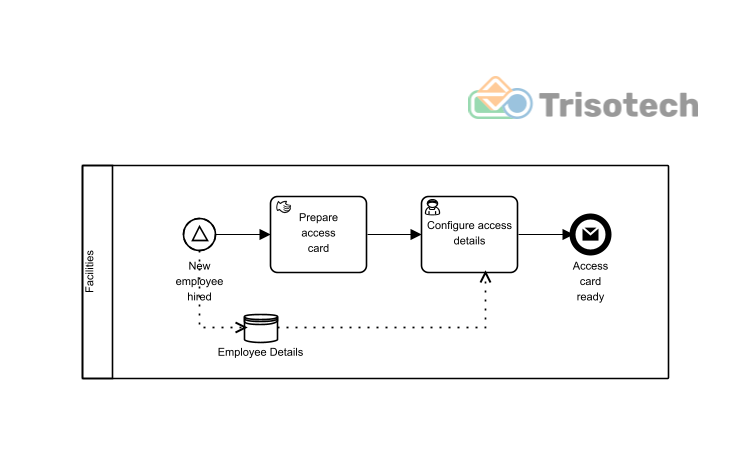 Trisotech
Facilities
Prepare
access
card
Configure access
details
New
employee
hired
Access
card
ready
Employee Details